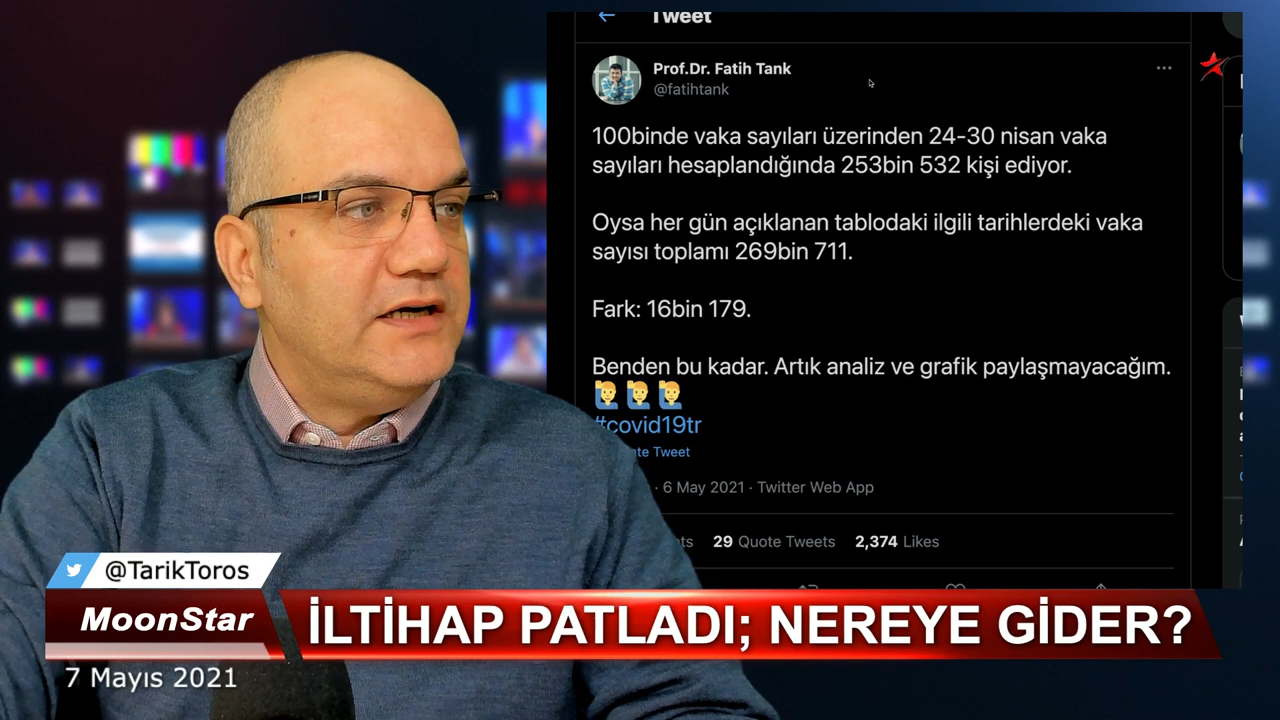 Tweet
Prof.Dr. Fatih Tank
@fatihtank
100binde vaka sayıları üzerinden 24-30 nisan vaka
sayıları hesaplandığında 253bin 532 kişi ediyor.
Oysa her gün açıklanan tablodaki ilgili tarihlerdeki vaka
sayısı toplamı 269bin 711.
Fark: 16bin 179.
Benden bu kadar. Artık analiz ve grafik paylaşmayacağım.
#covid19tr
Tweet
· 6 May 2021 · Twitter Web App
29 Quote Tweets 2,374 Likes
@TarikToros
MoonStar
İLTİHAP PATLADI; NEREYE GİDER?
7 Mayıs 2021